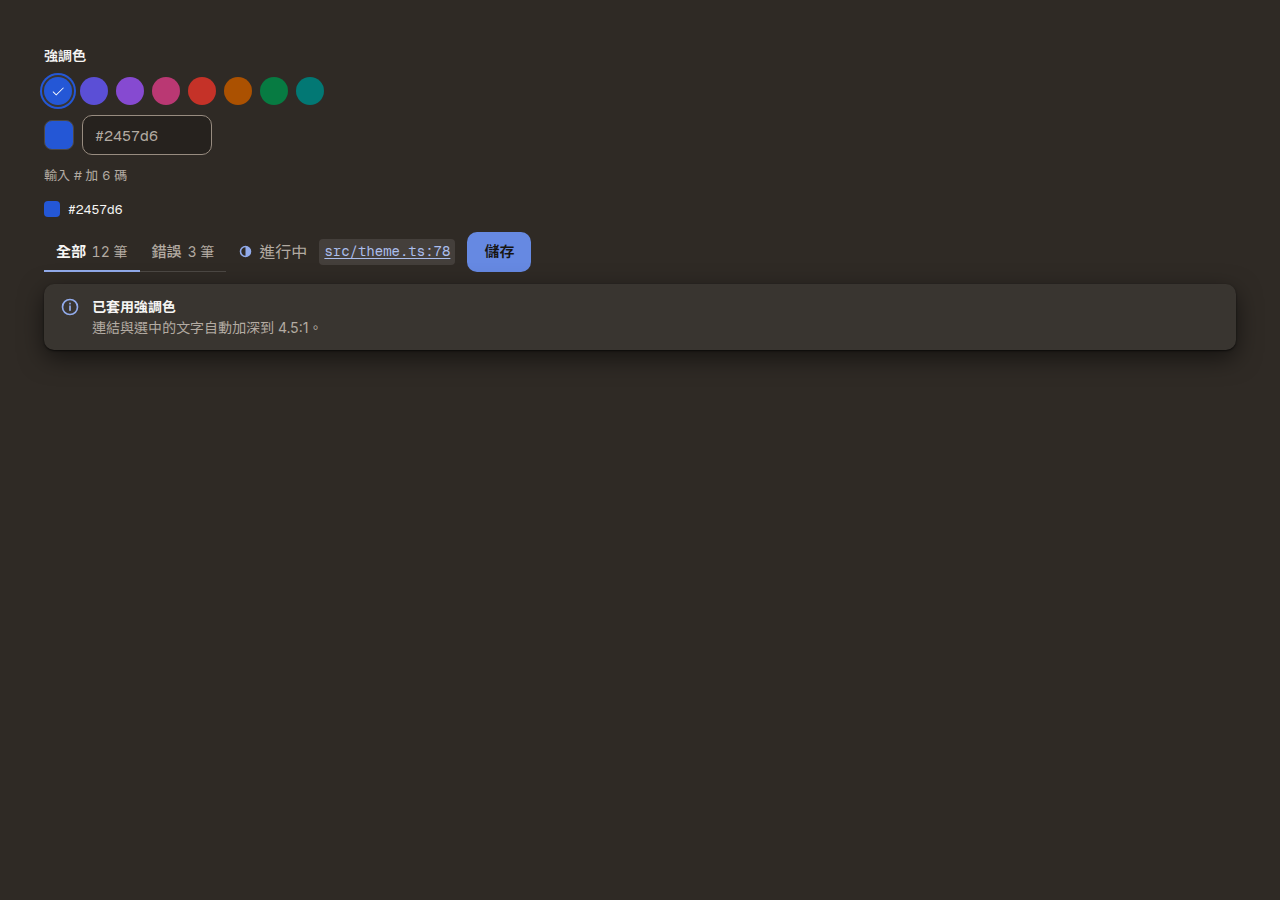 強調色
#2457d6
輸入 # 加 6 碼
#2457d6
全部 12 筆 錯誤 3 筆 進行中 src/theme.ts:78 儲存
已套用強調色
連結與選中的文字自動加深到 4.5:1。